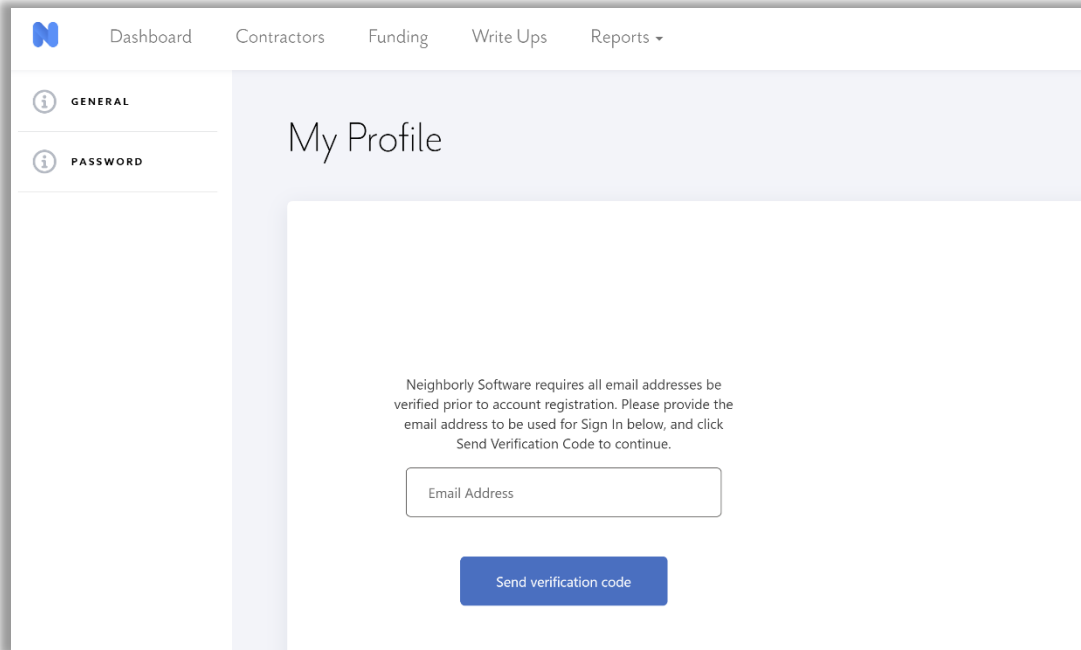 Dashboard Contractors Funding Write Ups Reports
GENERAL
PASSWORD
My Profile
Neighborly Software requires all email addresses be
verified prior to account registration. Please provide the
email address to be used for Sign In below, and click
Send Verification Code to continue.
Email Address
Send verification code